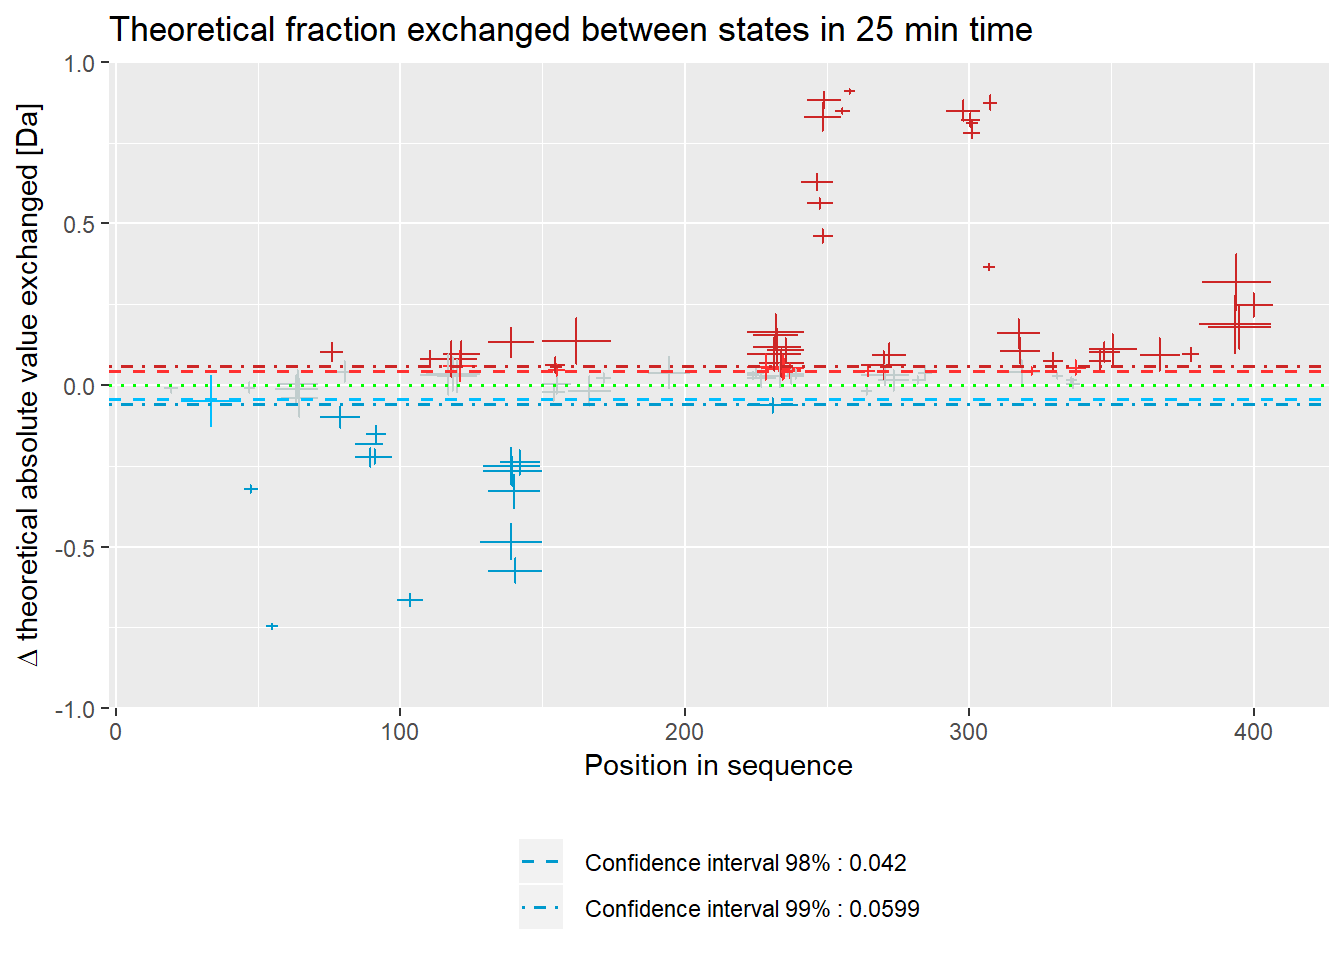 Theoretical fraction exchanged between states in 25 min time
Δ theoretical absolute value exchanged [Da]
1.0
0.5
0.0
-0.5
-1.0
0 100 200 300 400
Position in sequence
Confidence interval 98% : 0.042
Confidence interval 99% : 0.0599